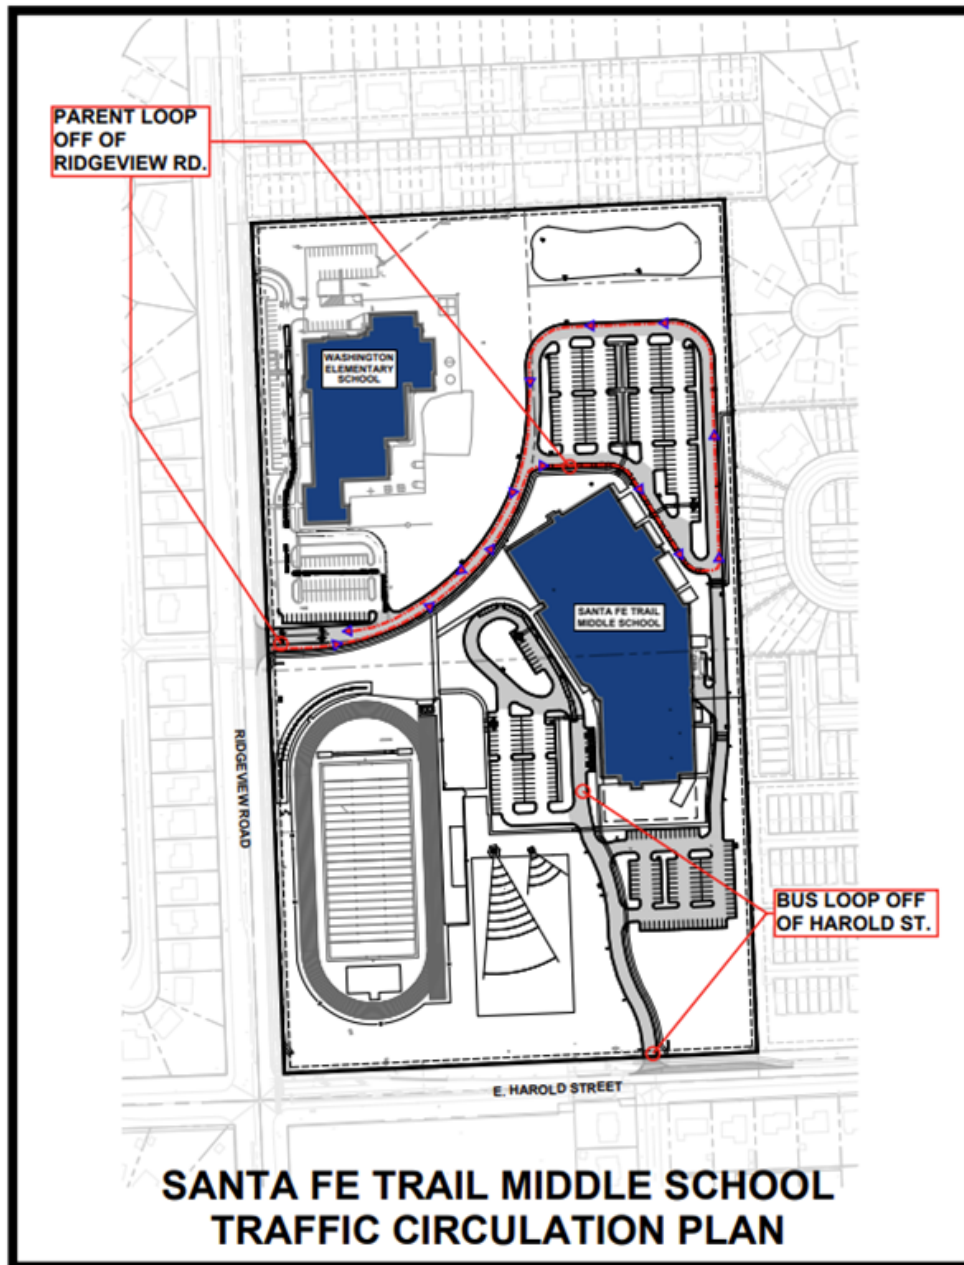 PARENT LOOP
OFF OF
RIDGEVIEW RD.
WASHINGTON
ELEMENTARY
SCHOOL
SANTA FE TRAIL
MIDDLE SCHOOL
RIDGEVIEW ROAD
BUS LOOP OFF
OF HAROLD ST.
E. HAROLD STREET
SANTA FE TRAIL MIDDLE SCHOOL
TRAFFIC CIRCULATION PLAN